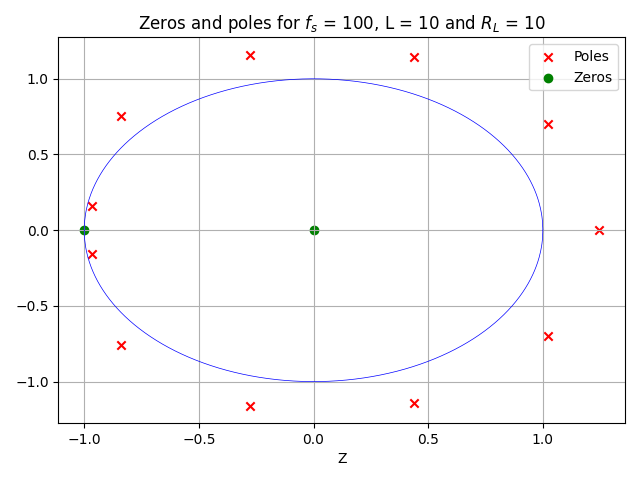 Zeros and poles for $f_s$ = 100, L = 10 and $R_L$ = 10
Poles
Zeros
1.0
0.5
0.0
−0.5
−1.0
−1.0 −0.5 0.0 0.5 1.0
Z